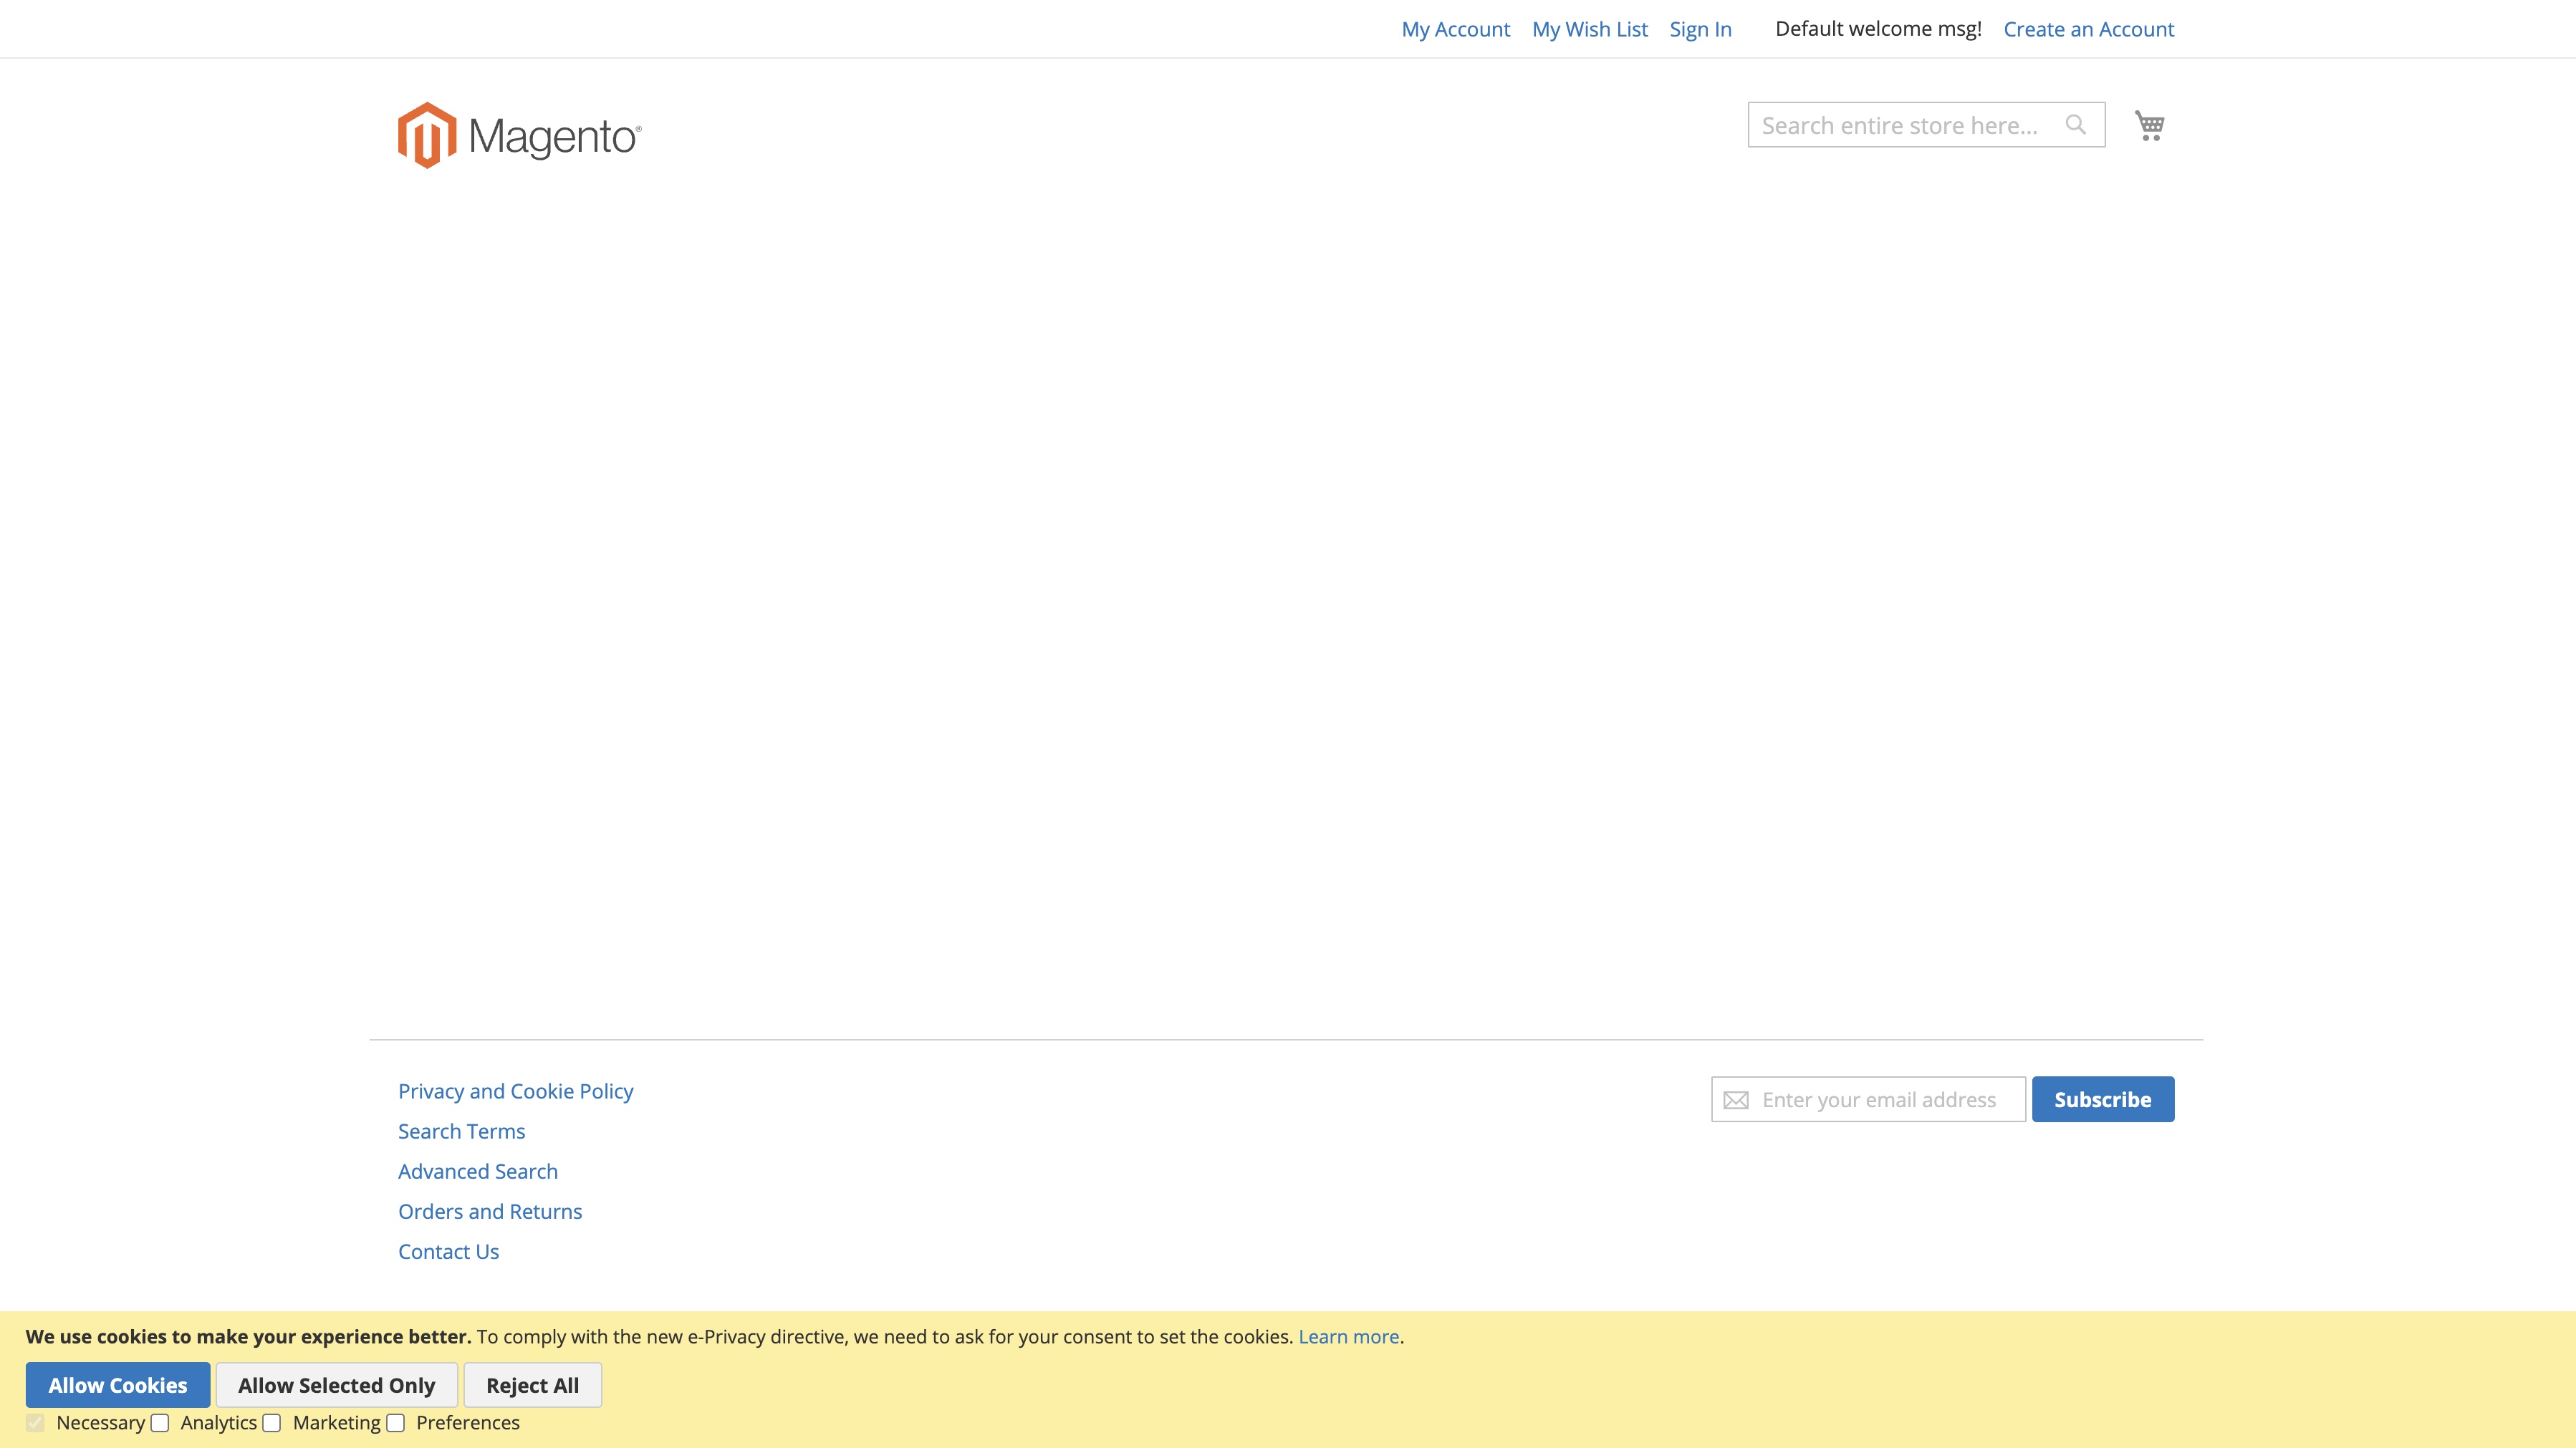 My Account My Wish List Sign In Default welcome msg! Create an Account
Magento®
Search entire store here...
Privacy and Cookie Policy
Search Terms
Advanced Search
Orders and Returns
Contact Us
Enter your email address Subscribe
We use cookies to make your experience better. To comply with the new e-Privacy directive, we need to ask for your consent to set the cookies. Learn more.
Allow Cookies Allow Selected Only Reject All
Necessary Analytics Marketing Preferences